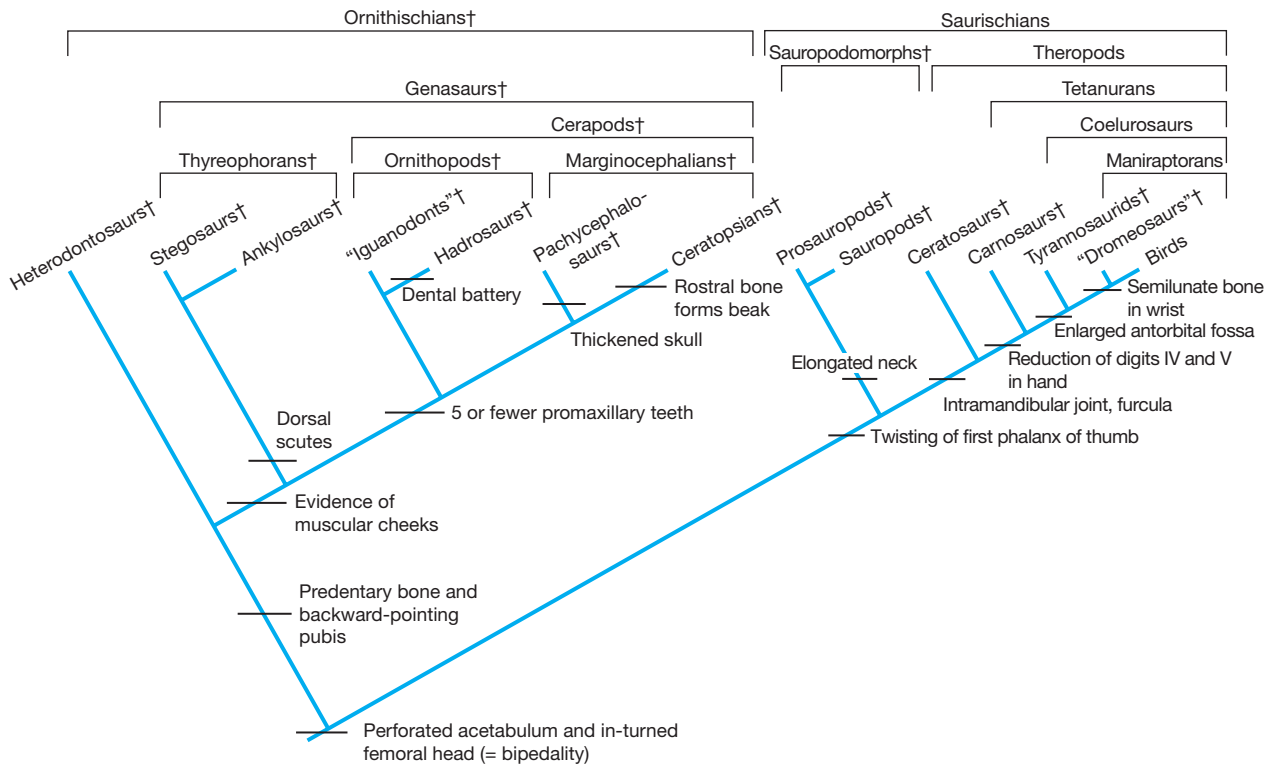 Ornithischians†
Saurischians
Sauropodomorphs†
Theropods
Genasaurs†
Tetanurans
Cerapods†
Coelurosaurs
Thyreophorans†
Ornithopods†
Marginocephalians†
Maniraptorans
Heterodontosaurs†
Stegosaurs†
Ankylosaurs†
“Iguanodonts”†
Hadrosaurs†
Pachycephalo-
saurs†
Ceratopsians†
Prosauropods†
Sauropods†
Ceratosaurs†
Carnosaurs†
Tyrannosaurids†
“Dromeosaurs”†
Birds
Dental battery
Rostral bone
forms beak
Semilunate bone
in wrist
Thickened skull
Enlarged antorbital fossa
Elongated neck
Reduction of digits IV and V
in hand
Intramandibular joint, furcula
Dorsal
scutes
5 or fewer promaxillary teeth
Twisting of first phalanx of thumb
Evidence of
muscular cheeks
Predentary bone and
backward-pointing
pubis
Perforated acetabulum and in-turned
femoral head (= bipedality)